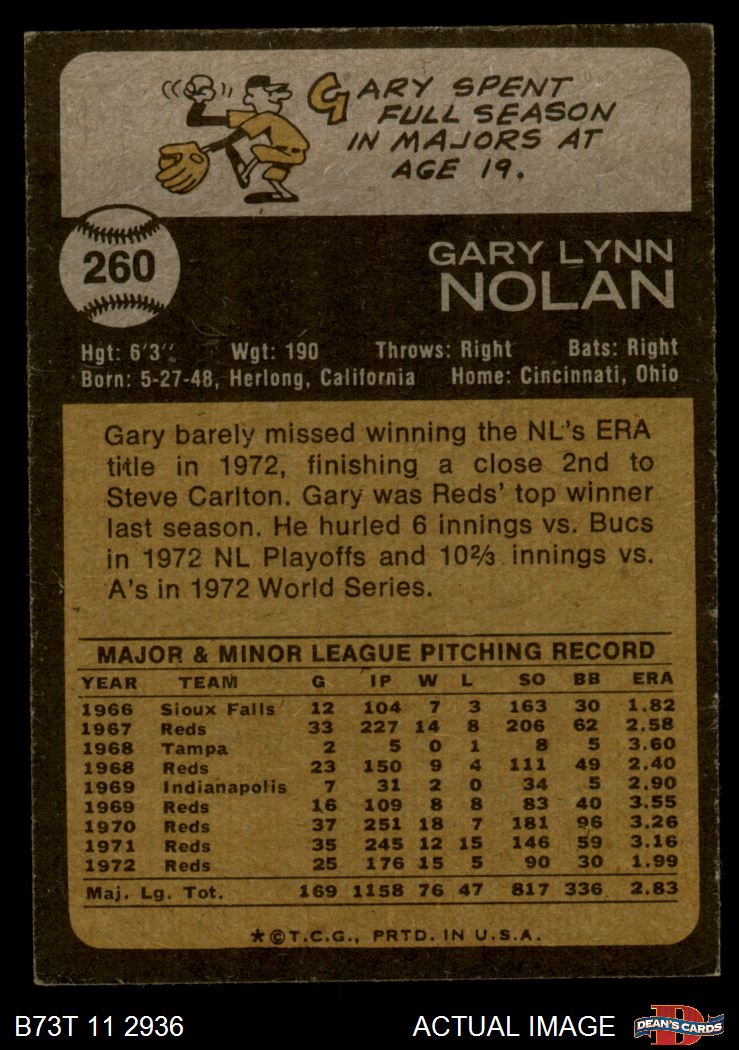 GARY SPENT
FULL SEASON
IN MAJORS AT
AGE 19.
260
GARY LYNN
NOLAN
Hgt: 6'3" Wgt: 190 Throws: Right Bats: Right
Born: 5-27-48, Herlong, California Home: Cincinnati, Ohio
Gary barely missed winning the NL's ERA
title in 1972, finishing a close 2nd to
Steve Carlton. Gary was Reds' top winner
last season. He hurled 6 innings vs. Bucs
in 1972 NL Playoffs and 10⅔ innings vs.
A's in 1972 World Series.
MAJOR & MINOR LEAGUE PITCHING RECORD
YEAR TEAM G IP W L SO BB ERA
1966 Sioux Falls 12 104 7 3 163 30 1.82
1967 Reds 33 227 14 8 206 62 2.58
1968 Tampa 2 5 0 1 8 5 3.60
1968 Reds 23 150 9 4 111 49 2.40
1969 Indianapolis 7 31 2 0 34 5 2.90
1969 Reds 16 109 8 8 83 40 3.55
1970 Reds 37 251 18 7 181 96 3.26
1971 Reds 35 245 12 15 146 59 3.16
1972 Reds 25 176 15 5 90 30 1.99
Maj. Lg. Tot. 169 1158 76 47 817 336 2.83
*©T.C.G., PRTD. IN U.S.A.
B73T 11 2936 ACTUAL IMAGE D DEAN'S CARDS